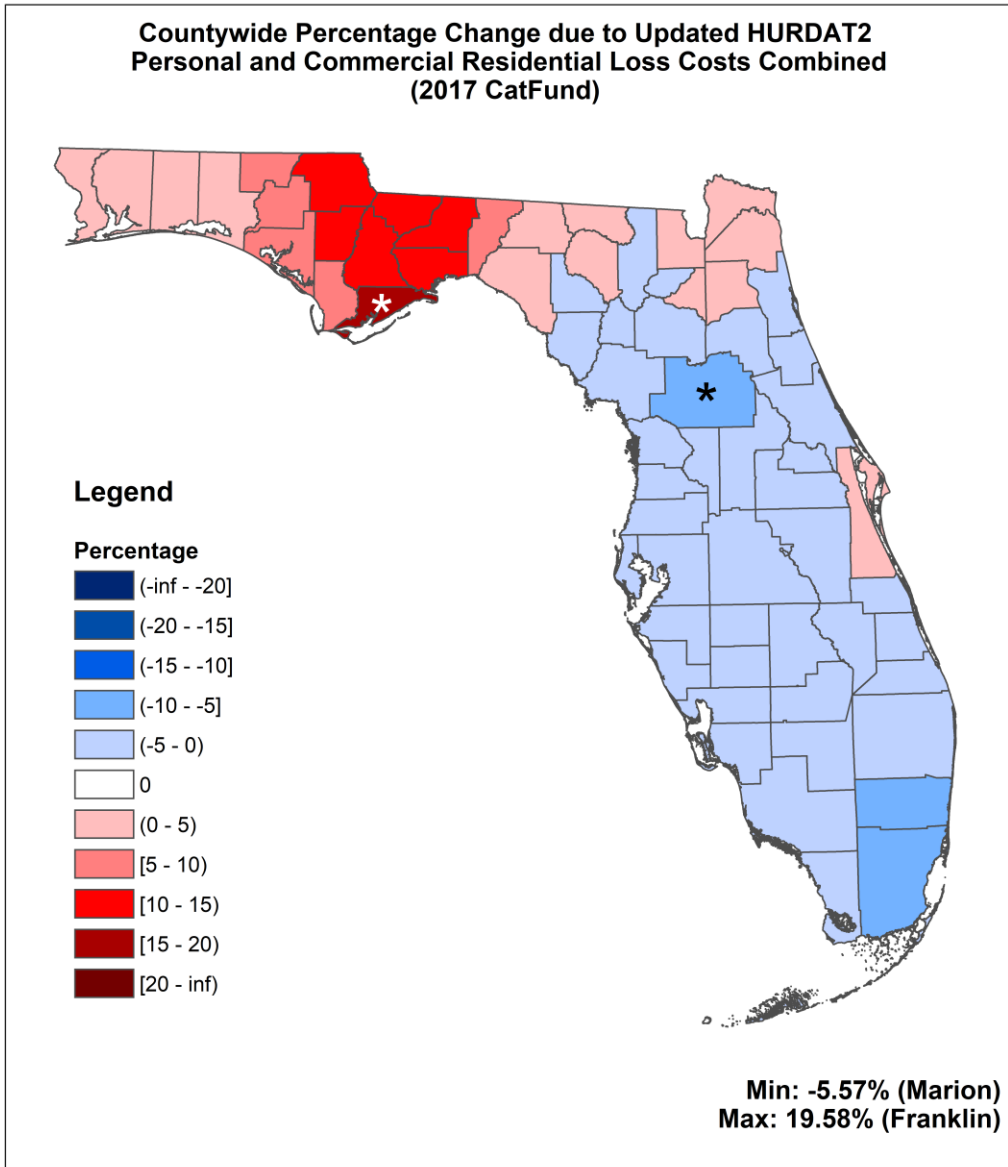 Countywide Percentage Change due to Updated HURDAT2
Personal and Commercial Residential Loss Costs Combined
(2017 CatFund)
*
*
Legend
Percentage
(-inf - -20]
(-20 - -15]
(-15 - -10]
(-10 - -5]
(-5 - 0)
0
(0 - 5)
[5 - 10)
[10 - 15)
[15 - 20)
[20 - inf)
Min: -5.57% (Marion)
Max: 19.58% (Franklin)